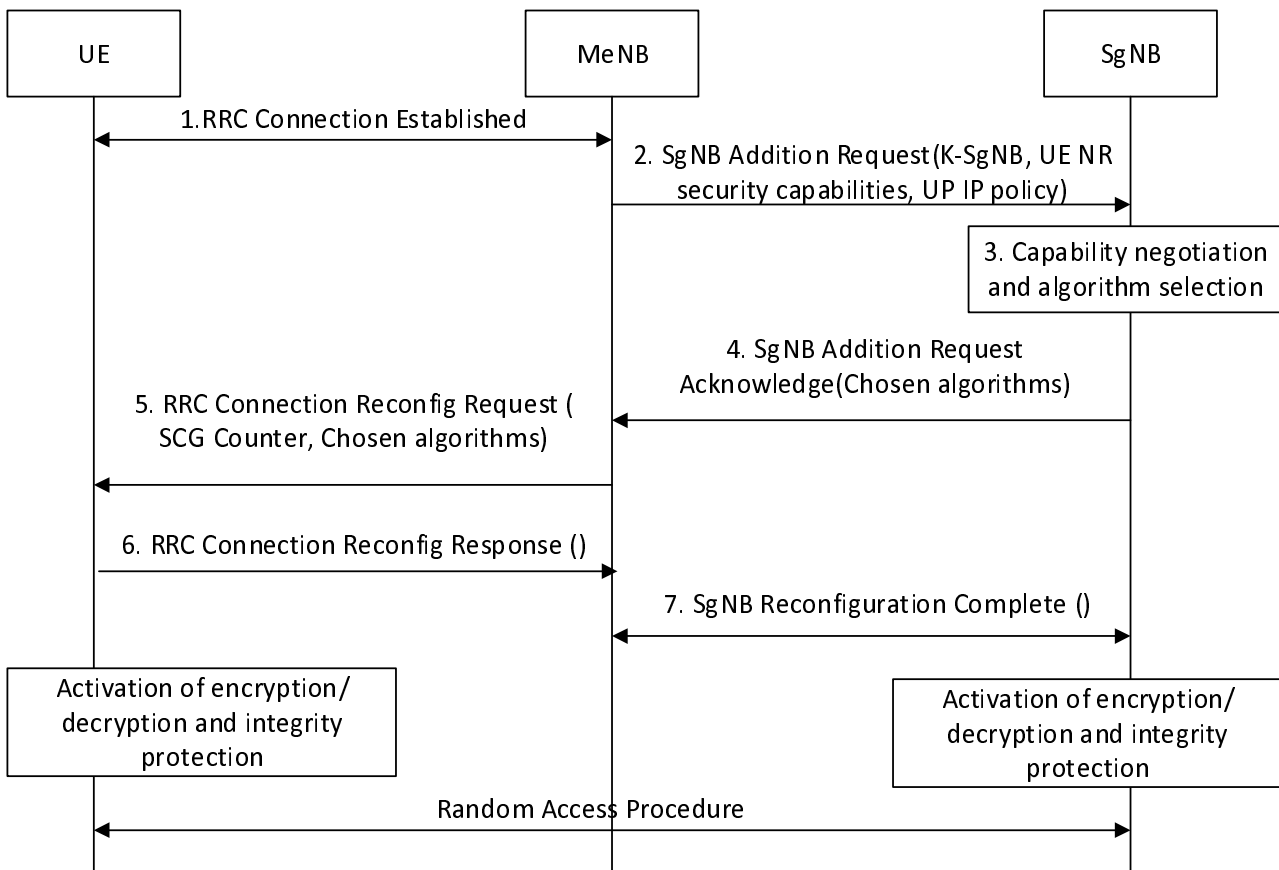 UE
MeNB
SgNB
1.RRC Connection Established
2. SgNB Addition Request(K-SgNB, UE NR
security capabilities, UP IP policy)
3. Capability negotiation
and algorithm selection
4. SgNB Addition Request
Acknowledge(Chosen algorithms)
5. RRC Connection Reconfig Request (
SCG Counter, Chosen algorithms)
6. RRC Connection Reconfig Response ()
7. SgNB Reconfiguration Complete ()
Activation of encryption/
decryption and integrity
protection
Activation of encryption/
decryption and integrity
protection
Random Access Procedure